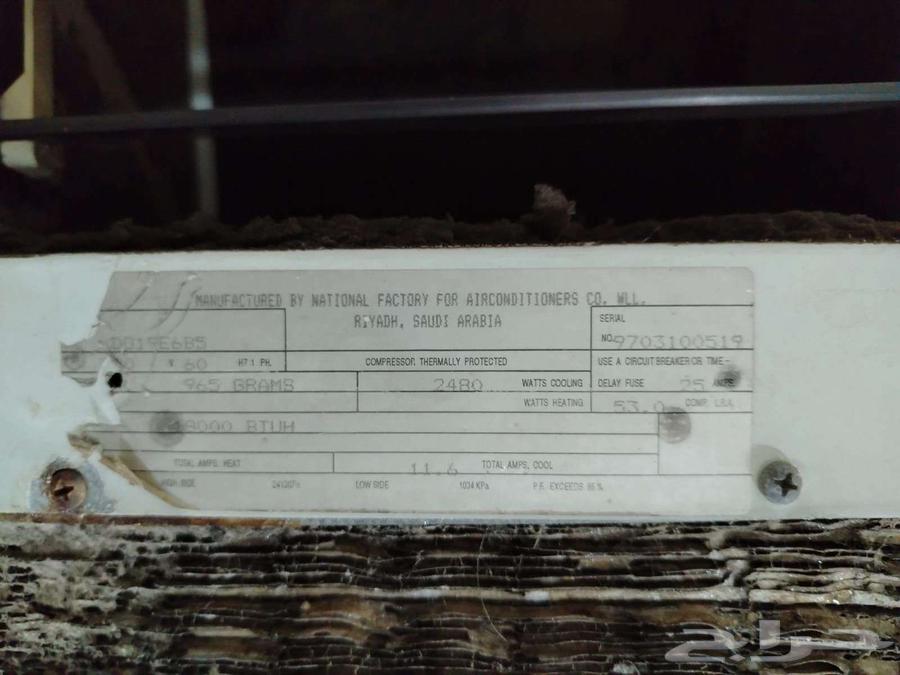 MANUFACTURED BY NATIONAL FACTORY FOR AIRCONDITIONERS CO. WLL.
RIYADH, SAUDI ARABIA
SERIAL
NO. 9703100519
V 60 HZ 1 PH.
COMPRESSOR THERMALLY PROTECTED
USE A CIRCUIT BREAKER OR TIME-
DELAY FUSE 25 AMPS
965 GRAMS
2480 WATTS COOLING
WATTS HEATING
53.0 COMP. L.R.A.
18000 BTUH
TOTAL AMPS. HEAT
11.6 TOTAL AMPS, COOL
HIGH SIDE
LOW SIDE 1034 KPa P.F. EXCEEDS 85 %
حراج